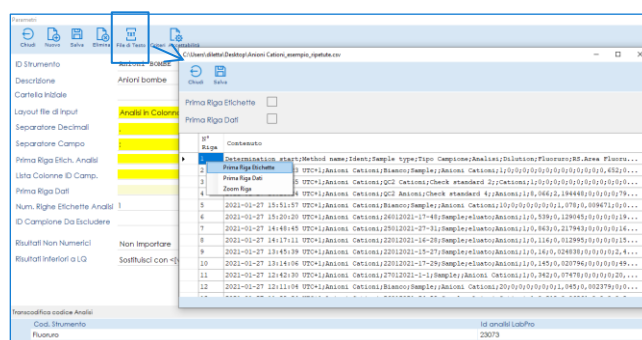 Parametri
Chiudi Nuovo Salva Elimina File di Testo Criteri accettabilità
ID Strumento ANIONI BOMBE
Descrizione Anioni bombe
Cartella Iniziale
Layout file di Input Analisi in Colonna
Separatore Decimali .
Separatore Campo ;
Prima Riga Etich. Analisi
Lista Colonne ID Camp.
Prima Riga Dati
Num. Righe Etichette Analisi 1
ID Campione Da Escludere
Risultati Non Numerici Non Importare
Risultati Inferiori a LQ Sostituisci con <[
C:\Users\diletta\Desktop\Anioni Cationi_esempio_ripetute.csv
Chiudi Salva
Prima Riga Etichette
Prima Riga Dati
N° Riga Contenuto
1 Determination start;Method name;Ident;Sample type;Tipo Campione;Analisi;Dilution;Fluoruro;RS.Area Fluoru...
2 UTC+1;Anioni Cationi;Bianco;Sample;;Anioni Cationi;1;0;0;0;0;0;0;0;0;0;0;0,652;0...
3 UTC+1;Anioni Cationi;QC2 Cationi;Check standard 2;;Cationi;1;0;0;0;0;0;0;0;0;0;0...
4 UTC+1;Anioni Cationi;QC2 Anioni;Check standard 4;;Anioni;1;8,066;2,194448;0;0;0;0;79...
Prima Riga Etichette
Prima Riga Dati
Zoom Riga
5 2021-01-27 15:51:57 UTC+1;Anioni Cationi;Bianco;Sample;;Anioni Cationi;10;0;0;0;0;0;1,078;0,009671;0;0...
6 2021-01-27 15:20:20 UTC+1;Anioni Cationi;26012021-17-48;Sample;eluato;Anioni;1;0,539;0,129045;0;0;0;0;19...
7 2021-01-27 14:48:45 UTC+1;Anioni Cationi;25012021-27-31;Sample;eluato;Anioni;1;0,863;0,217943;0;0;0;0;16...
8 2021-01-27 14:17:11 UTC+1;Anioni Cationi;22012021-16-28;Sample;eluato;Anioni;1;0,116;0,012995;0;0;0;0;15...
9 2021-01-27 13:45:39 UTC+1;Anioni Cationi;22012021-15-27;Sample;eluato;Anioni;1;0,16;0,024838;0;0;0;0;2,4...
10 2021-01-27 13:14:06 UTC+1;Anioni Cationi;22012021-17-29;Sample;eluato;Anioni;1;0,145;0,020796;0;0;0;0;49...
11 2021-01-27 12:42:30 UTC+1;Anioni Cationi;27012021-1-1;Sample;;Anioni Cationi;1;0,342;0,07478;0;0;0;0;20,...
12 2021-01-27 12:11:04 UTC+1;Anioni Cationi;Bianco;Sample;;Anioni Cationi;20;0;0;0;0;0;1,045;0,002379;0;0...
Transcodifica codice Analisi
Cod. Strumento Id analisi LabPro
Fluoruro 23073